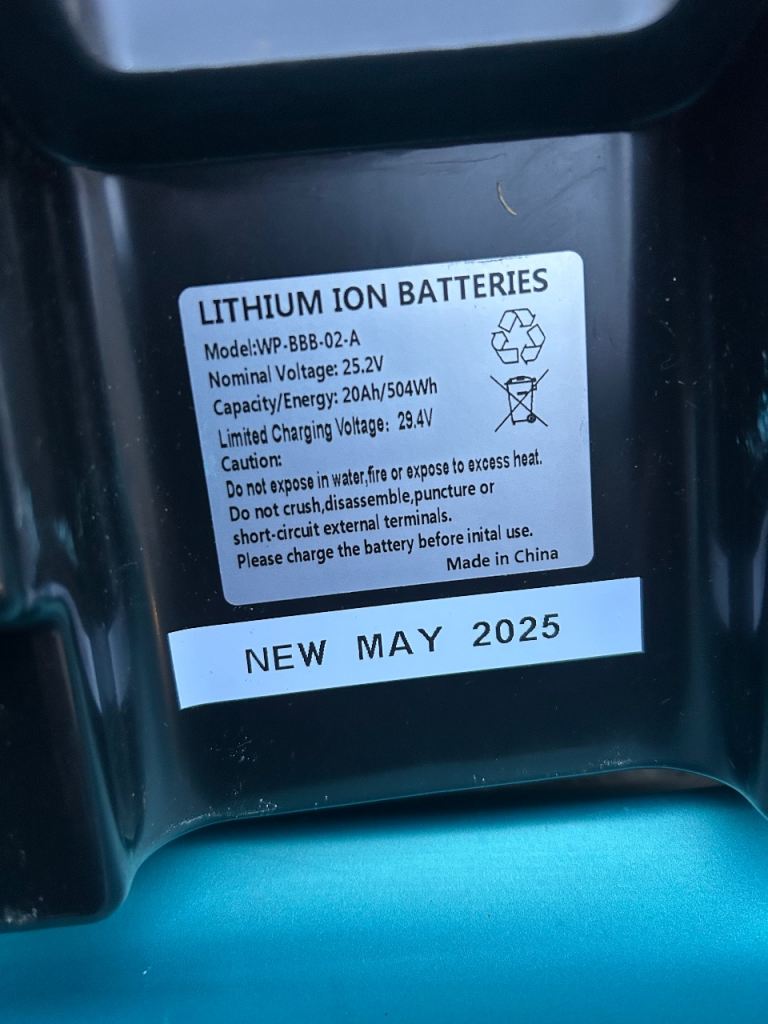 LITHIUM ION BATTERIES
Model:WP-BBB-02-A
Nominal Voltage: 25.2V
Capacity/Energy: 20Ah/504Wh
Limited Charging Voltage: 29.4V
Caution:
Do not expose in water,fire or expose to excess heat.
Do not crush,disassemble,puncture or
short-circuit external terminals.
Please charge the battery before inital use.
Made in China
NEW MAY 2025